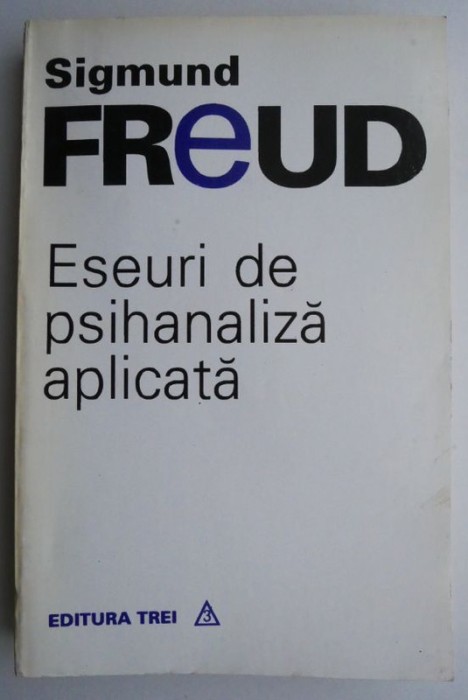 Sigmund
FReUD
Eseuri de
psihanaliză
aplicată
EDITURA TREI 3